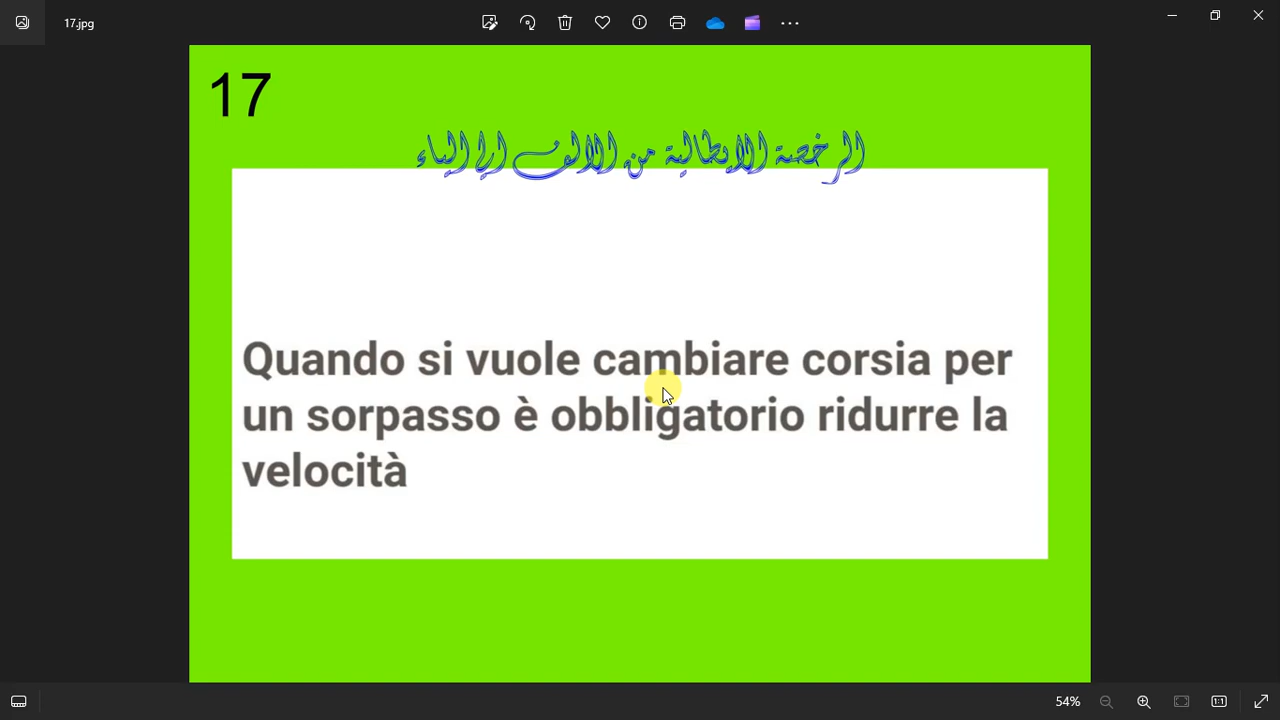 17.jpg
17
الرخصة الايطالية من الالف الى الياء
Quando si vuole cambiare corsia per
un sorpasso è obbligatorio ridurre la
velocità
54%